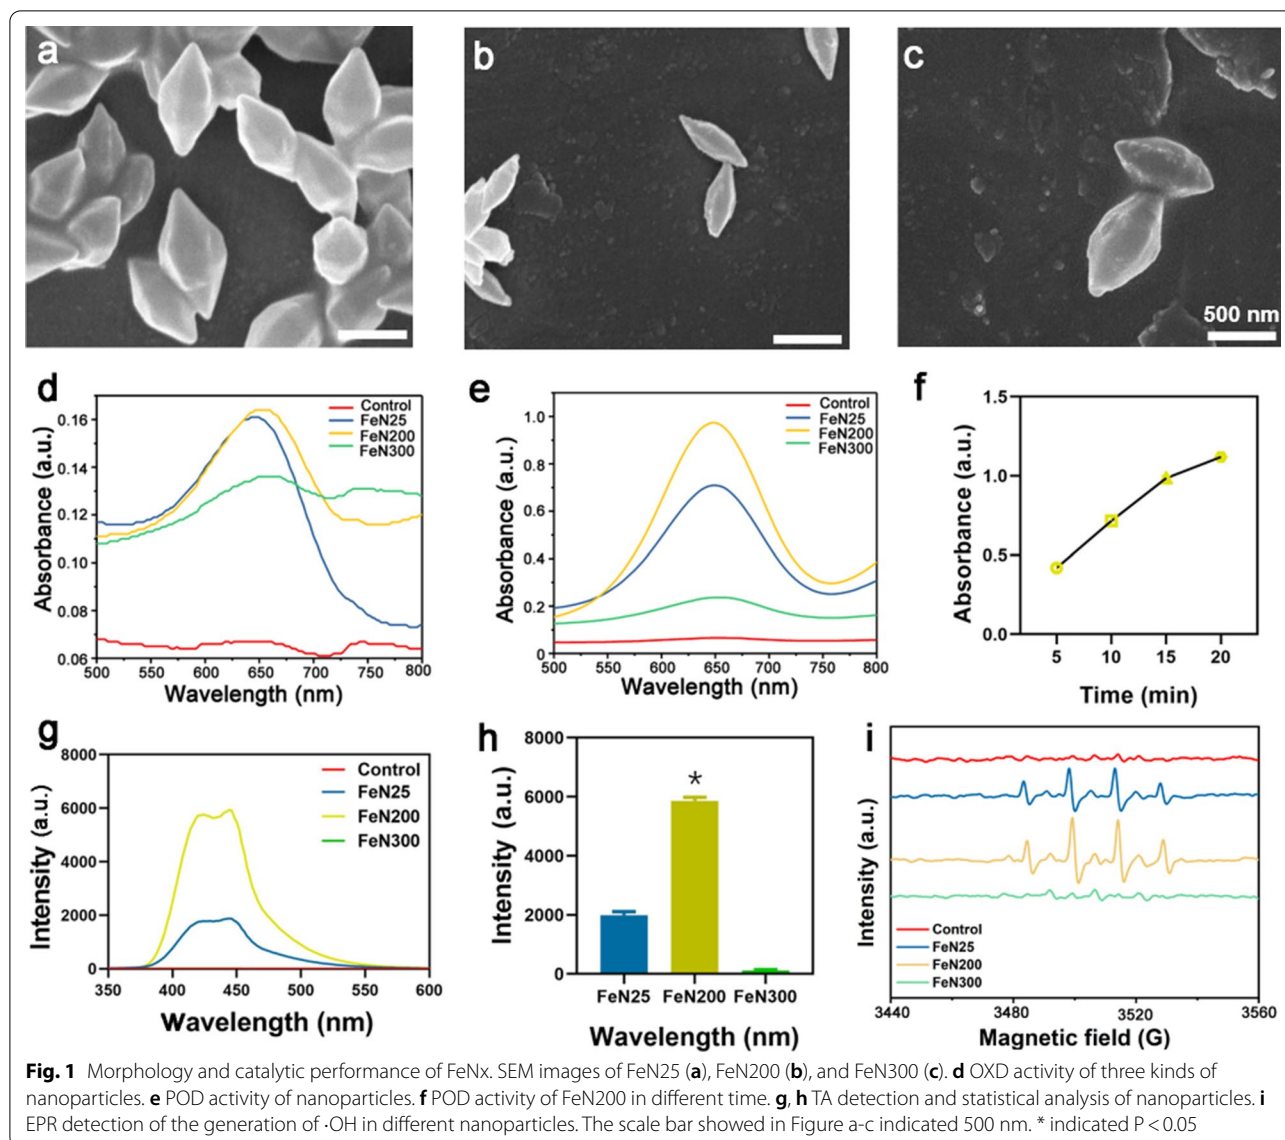 a
b
c
500 nm
d
0.16
0.14
0.12
0.10
0.08
0.06
Absorbance (a.u.)
Control
FeN25
FeN200
FeN300
500 550 600 650 700 750 800
Wavelength (nm)
e
1.0
0.8
0.6
0.4
0.2
0
Absorbance (a.u.)
Control
FeN25
FeN200
FeN300
500 550 600 650 700 750 800
Wavelength (nm)
f
1.5
1.0
0.5
0.0
Absorbance (a.u.)
5 10 15 20
Time (min)
g
8000
6000
4000
2000
0
Intensity (a.u.)
Control
FeN25
FeN200
FeN300
350 400 450 500 550 600
Wavelength (nm)
h
8000
6000
4000
2000
0
Intensity (a.u.)
*
FeN25 FeN200 FeN300
Wavelength (nm)
i
Intensity (a.u.)
Control
FeN25
FeN200
FeN300
3440 3480 3520 3560
Magnetic field (G)
Fig. 1 Morphology and catalytic performance of FeNx. SEM images of FeN25 (a), FeN200 (b), and FeN300 (c). d OXD activity of three kinds of
nanoparticles. e POD activity of nanoparticles. f POD activity of FeN200 in different time. g, h TA detection and statistical analysis of nanoparticles. i
EPR detection of the generation of ·OH in different nanoparticles. The scale bar showed in Figure a-c indicated 500 nm. * indicated P < 0.05